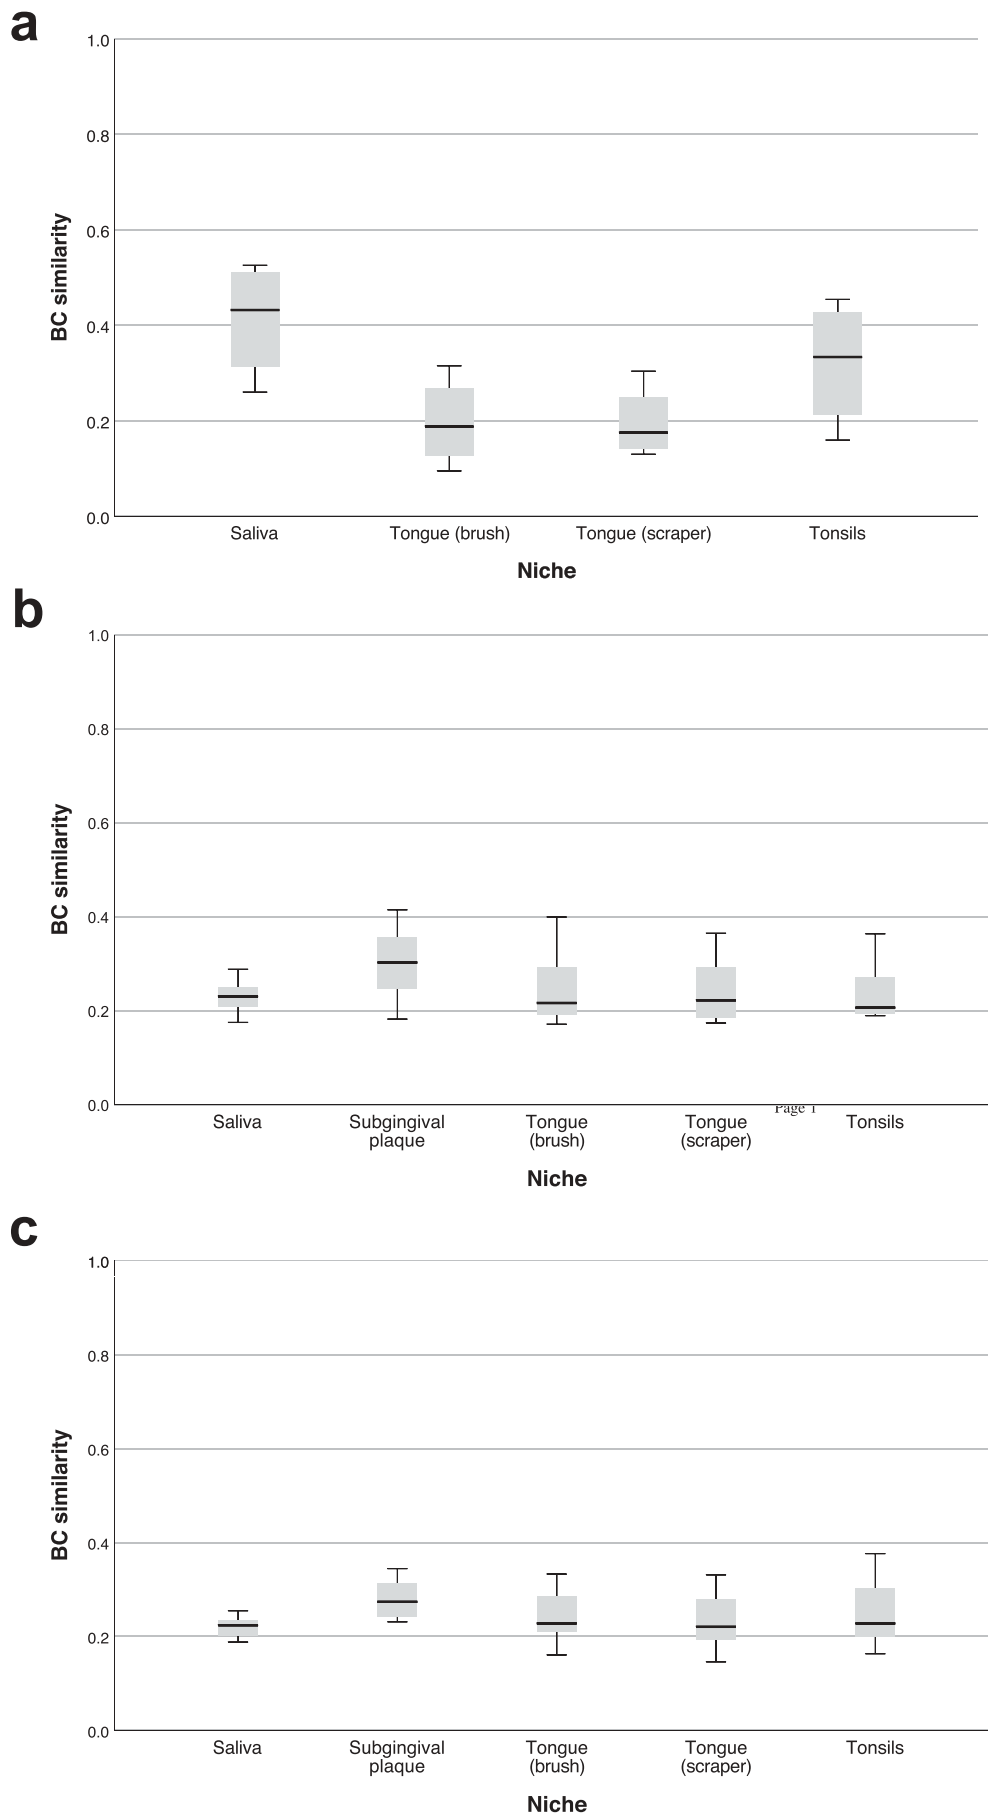 a
1.0
0.8
0.6
0.4
0.2
0.0
BC similarity
Saliva Tongue (brush) Tongue (scraper) Tonsils
Niche
b
1.0
0.8
0.6
0.4
0.2
0.0
BC similarity
Page 1
Saliva Subgingival Tongue Tongue Tonsils
plaque (brush) (scraper)
Niche
c
1.0
0.8
0.6
0.4
0.2
0.0
BC similarity
Saliva Subgingival Tongue Tongue Tonsils
plaque (brush) (scraper)
Niche